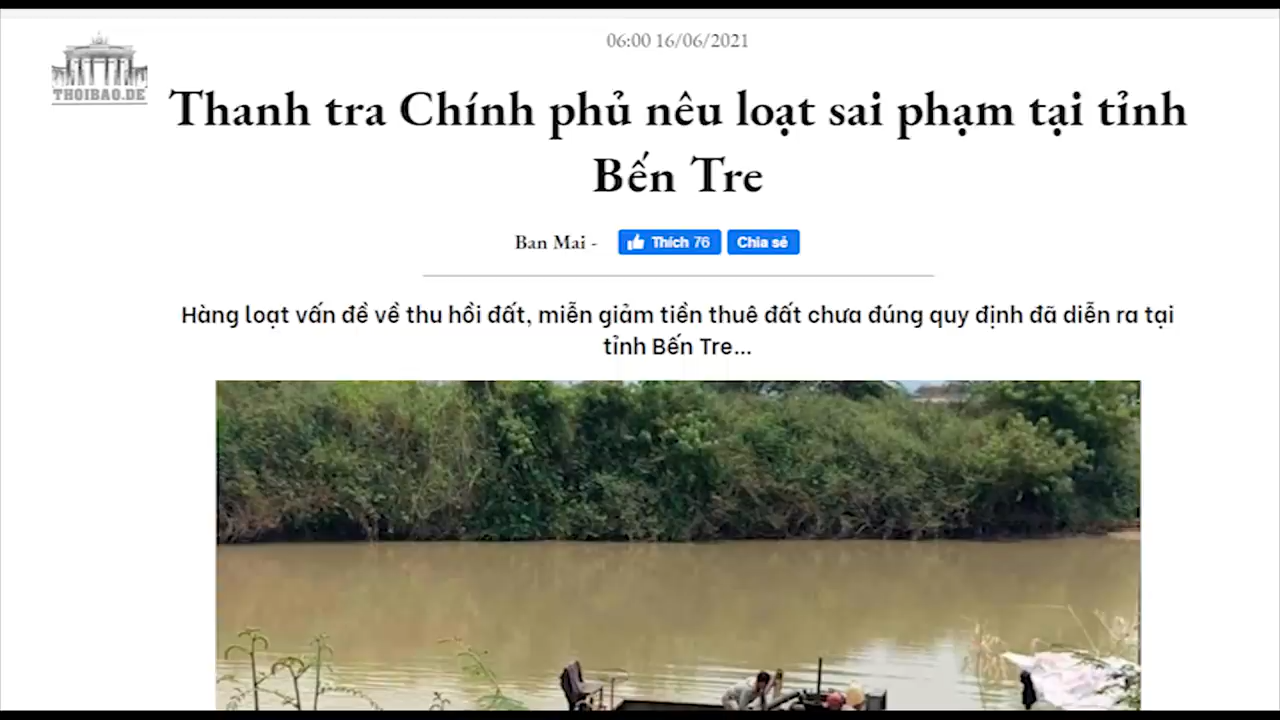 06:00 16/06/2021
THOIBAO.DE
Thanh tra Chính phủ nêu loạt sai phạm tại tỉnh
Bến Tre
Ban Mai -
Thích 76
Chia sẻ
Hàng loạt vấn đề về thu hồi đất, miễn giảm tiền thuê đất chưa đúng quy định đã diễn ra tại
tỉnh Bến Tre...